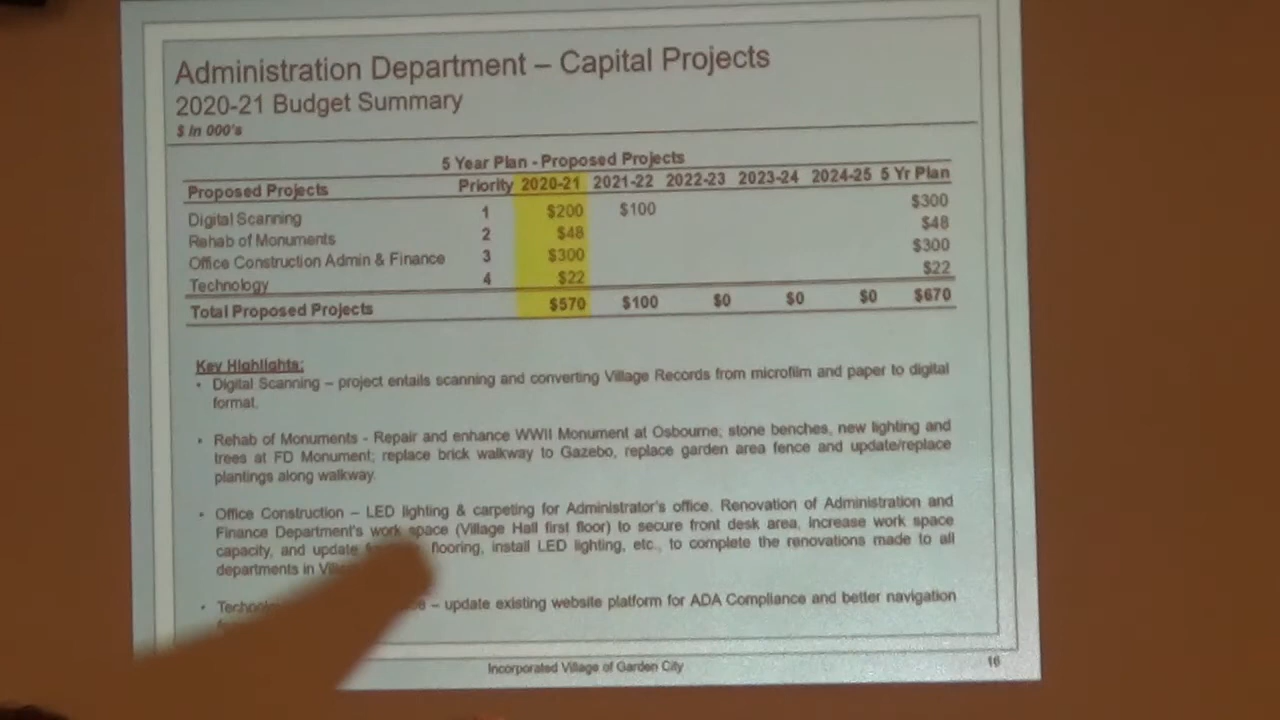 Administration Department – Capital Projects
2020-21 Budget Summary
$ in 000's
5 Year Plan - Proposed Projects
Proposed Projects Priority 2020-21 2021-22 2022-23 2023-24 2024-25 5 Yr Plan
Digital Scanning 1 $200 $100 $300
Rehab of Monuments 2 $48 $48
Office Construction Admin & Finance 3 $300 $300
Technology 4 $22 $22
Total Proposed Projects $570 $100 $0 $0 $0 $670
Key Highlights:
• Digital Scanning – project entails scanning and converting Village Records from microfilm and paper to digital
format.
• Rehab of Monuments - Repair and enhance WWII Monument at Osbourne; stone benches, new lighting and
trees at FD Monument; replace brick walkway to Gazebo, replace garden area fence and update/replace
plantings along walkway.
• Office Construction – LED lighting & carpeting for Administrator's office. Renovation of Administration and
Finance Department's work space (Village Hall first floor) to secure front desk area, increase work space
capacity, and update flooring, install LED lighting, etc., to complete the renovations made to all
departments in
• – update existing website platform for ADA Compliance and better navigation
Incorporated Village of Garden City
16